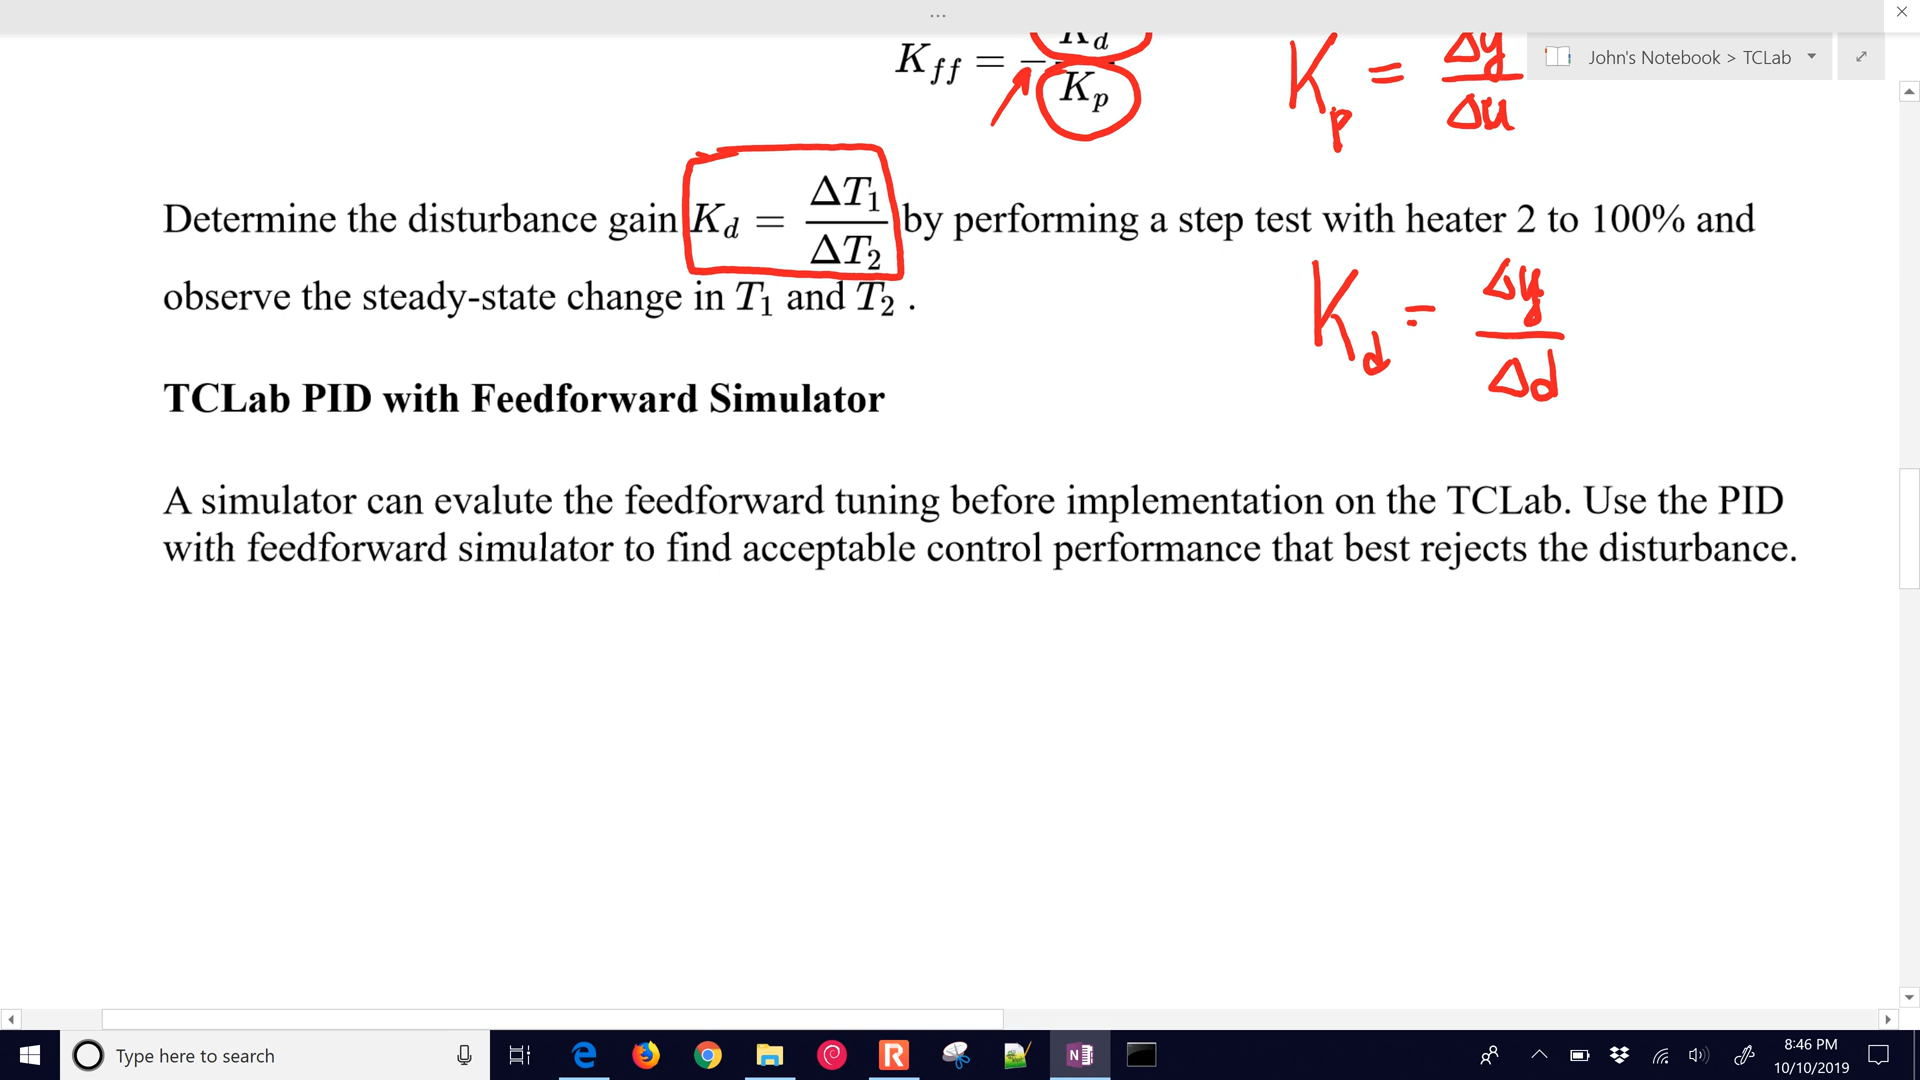 ...
K_d
K_{ff} = -
K_p
K_p = Δy
Δu
John's Notebook > TCLab
Determine the disturbance gain K_d = ΔT_1 / ΔT_2 by performing a step test with heater 2 to 100% and
observe the steady-state change in T_1 and T_2 .
K_d = Δy
Δd
TCLab PID with Feedforward Simulator
A simulator can evalute the feedforward tuning before implementation on the TCLab. Use the PID
with feedforward simulator to find acceptable control performance that best rejects the disturbance.
Type here to search
8:46 PM
10/10/2019